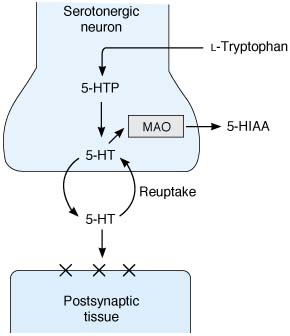 Serotonergic
neuron
L-Tryptophan
5-HTP
MAO
5-HIAA
5-HT
Reuptake
5-HT
Postsynaptic
tissue